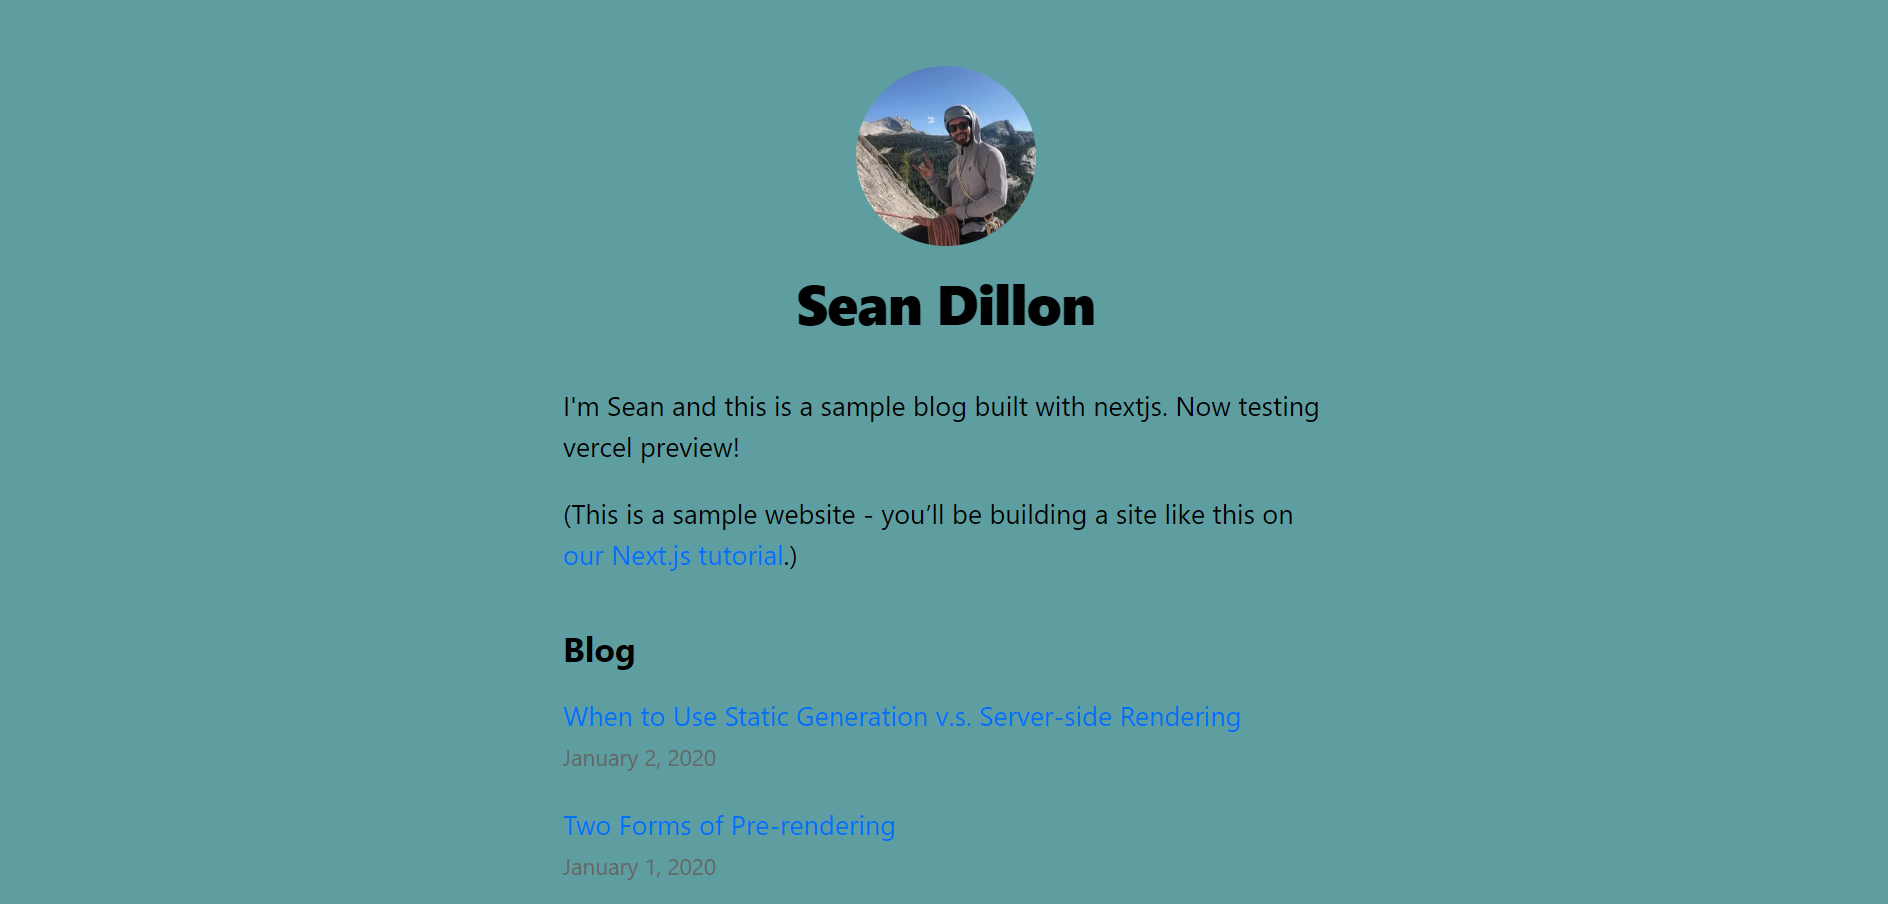 Sean Dillon
I'm Sean and this is a sample blog built with nextjs. Now testing
vercel preview!
(This is a sample website - you’ll be building a site like this on
our Next.js tutorial.)
Blog
When to Use Static Generation v.s. Server-side Rendering
January 2, 2020
Two Forms of Pre-rendering
January 1, 2020